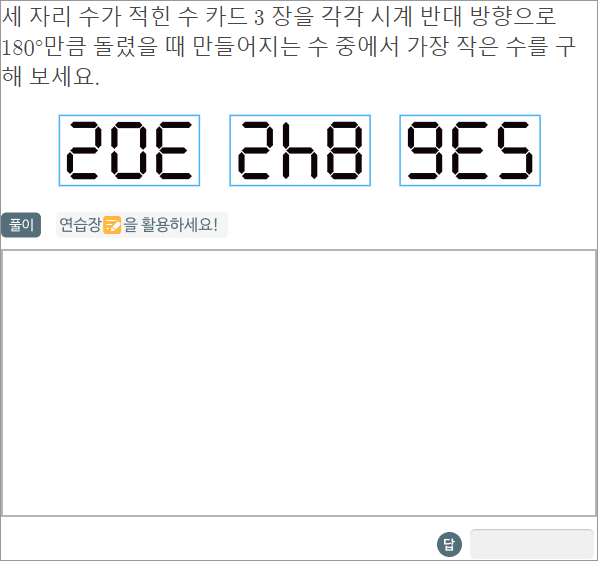 세 자리 수가 적힌 수 카드 3 장을 각각 시계 반대 방향으로
180°만큼 돌렸을 때 만들어지는 수 중에서 가장 작은 수를 구
해 보세요.
20E 2h8 9E5
풀이 연습장📝을 활용하세요!
답